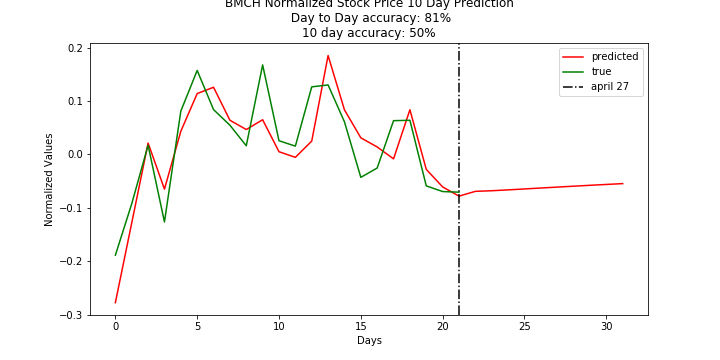 BMCH Normalized Stock Price 10 Day Prediction
Day to Day accuracy: 81%
10 day accuracy: 50%
predicted
true
april 27
Normalized Values
0.2
0.1
0.0
−0.1
−0.2
−0.3
0
5
10
15
20
25
30
Days